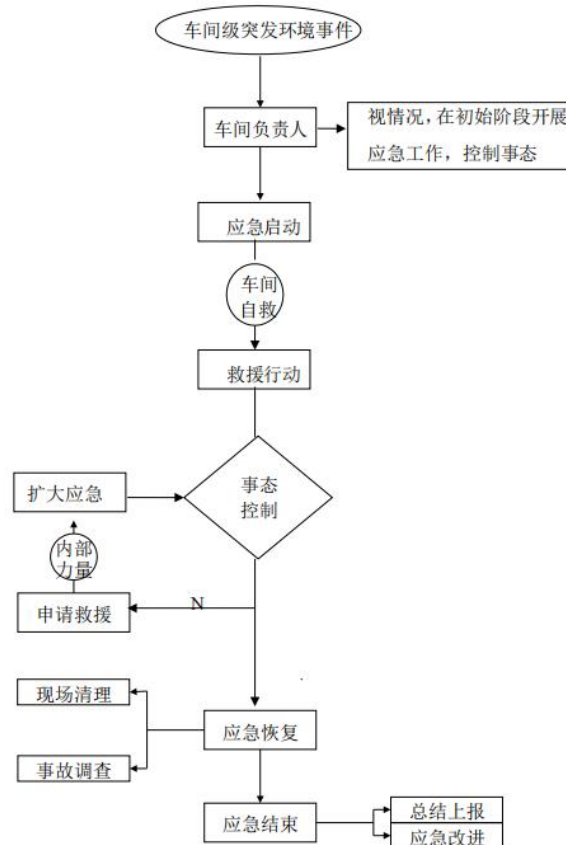 车间级突发环境事件
车间负责人
视情况，在初始阶段开展
应急工作，控制事态
应急启动
车间
自救
救援行动
扩大应急
事态
控制
内部
力量
申请救援
N
现场清理
应急恢复
事故调查
应急结束
总结上报
应急改进